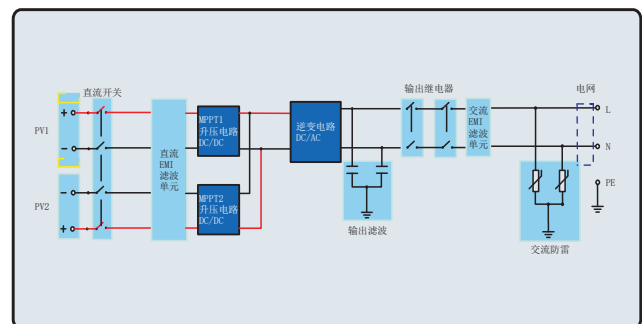 直流开关
输出继电器
电网
PV1
PV2
+
-
-
+
直流
EMI
滤波
单元
MPPT1
升压电路
DC/DC
MPPT2
升压电路
DC/DC
逆变电路
DC/AC
输出滤波
交流
EMI
滤波
单元
交流防雷
L
N
PE